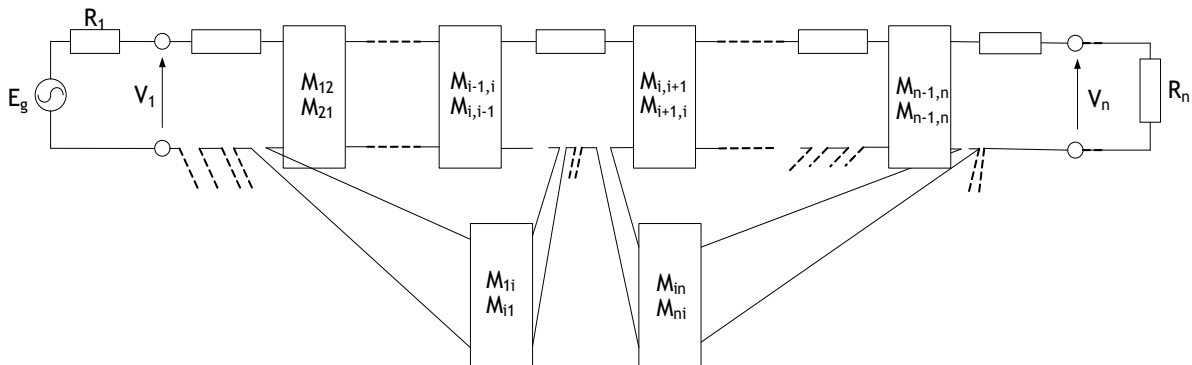 R1
Eg
V1
M12
M21
Mi-1,i
Mi,i-1
Mi,i+1
Mi+1,i
Mn-1,n
Mn-1,n
Vn
Rn
M1i
Mi1
Min
Mni